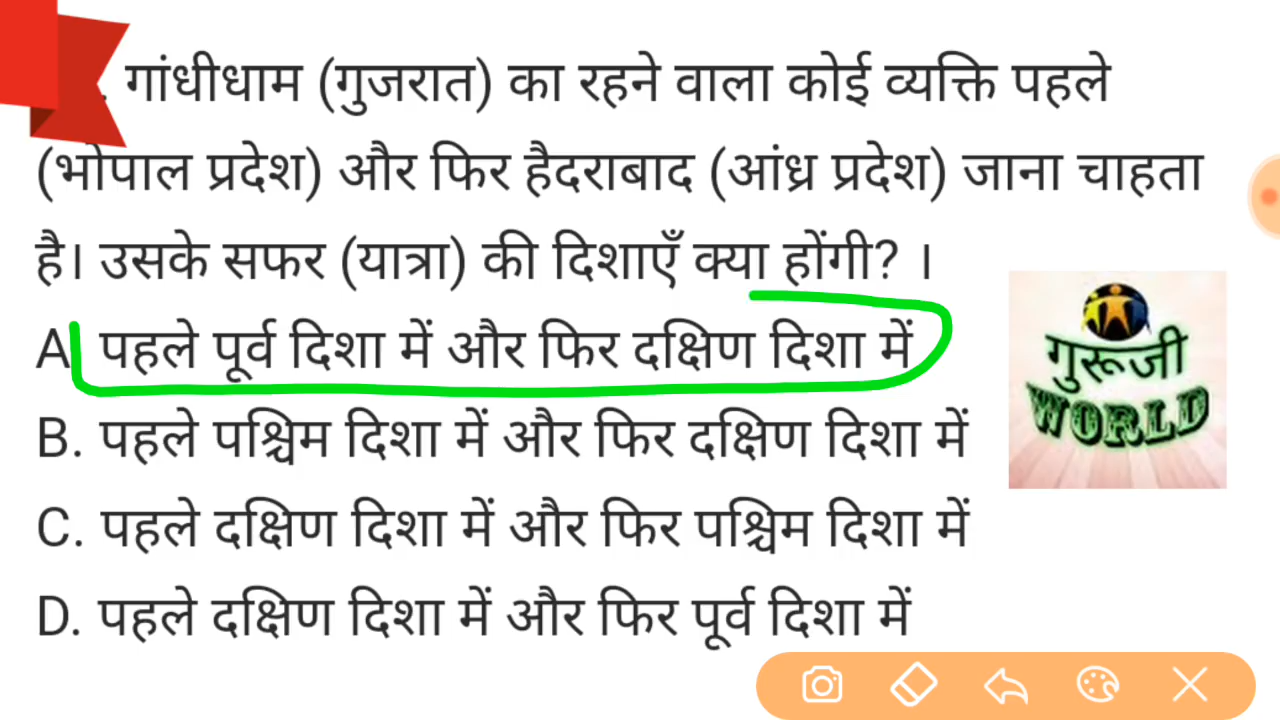 गांधीधाम (गुजरात) का रहने वाला कोई व्यक्ति पहले
(भोपाल प्रदेश) और फिर हैदराबाद (आंध्र प्रदेश) जाना चाहता
है। उसके सफर (यात्रा) की दिशाएँ क्या होंगी? ।
A पहले पूर्व दिशा में और फिर दक्षिण दिशा में
B. पहले पश्चिम दिशा में और फिर दक्षिण दिशा में
C. पहले दक्षिण दिशा में और फिर पश्चिम दिशा में
D. पहले दक्षिण दिशा में और फिर पूर्व दिशा में
गुरूजी
WORLD